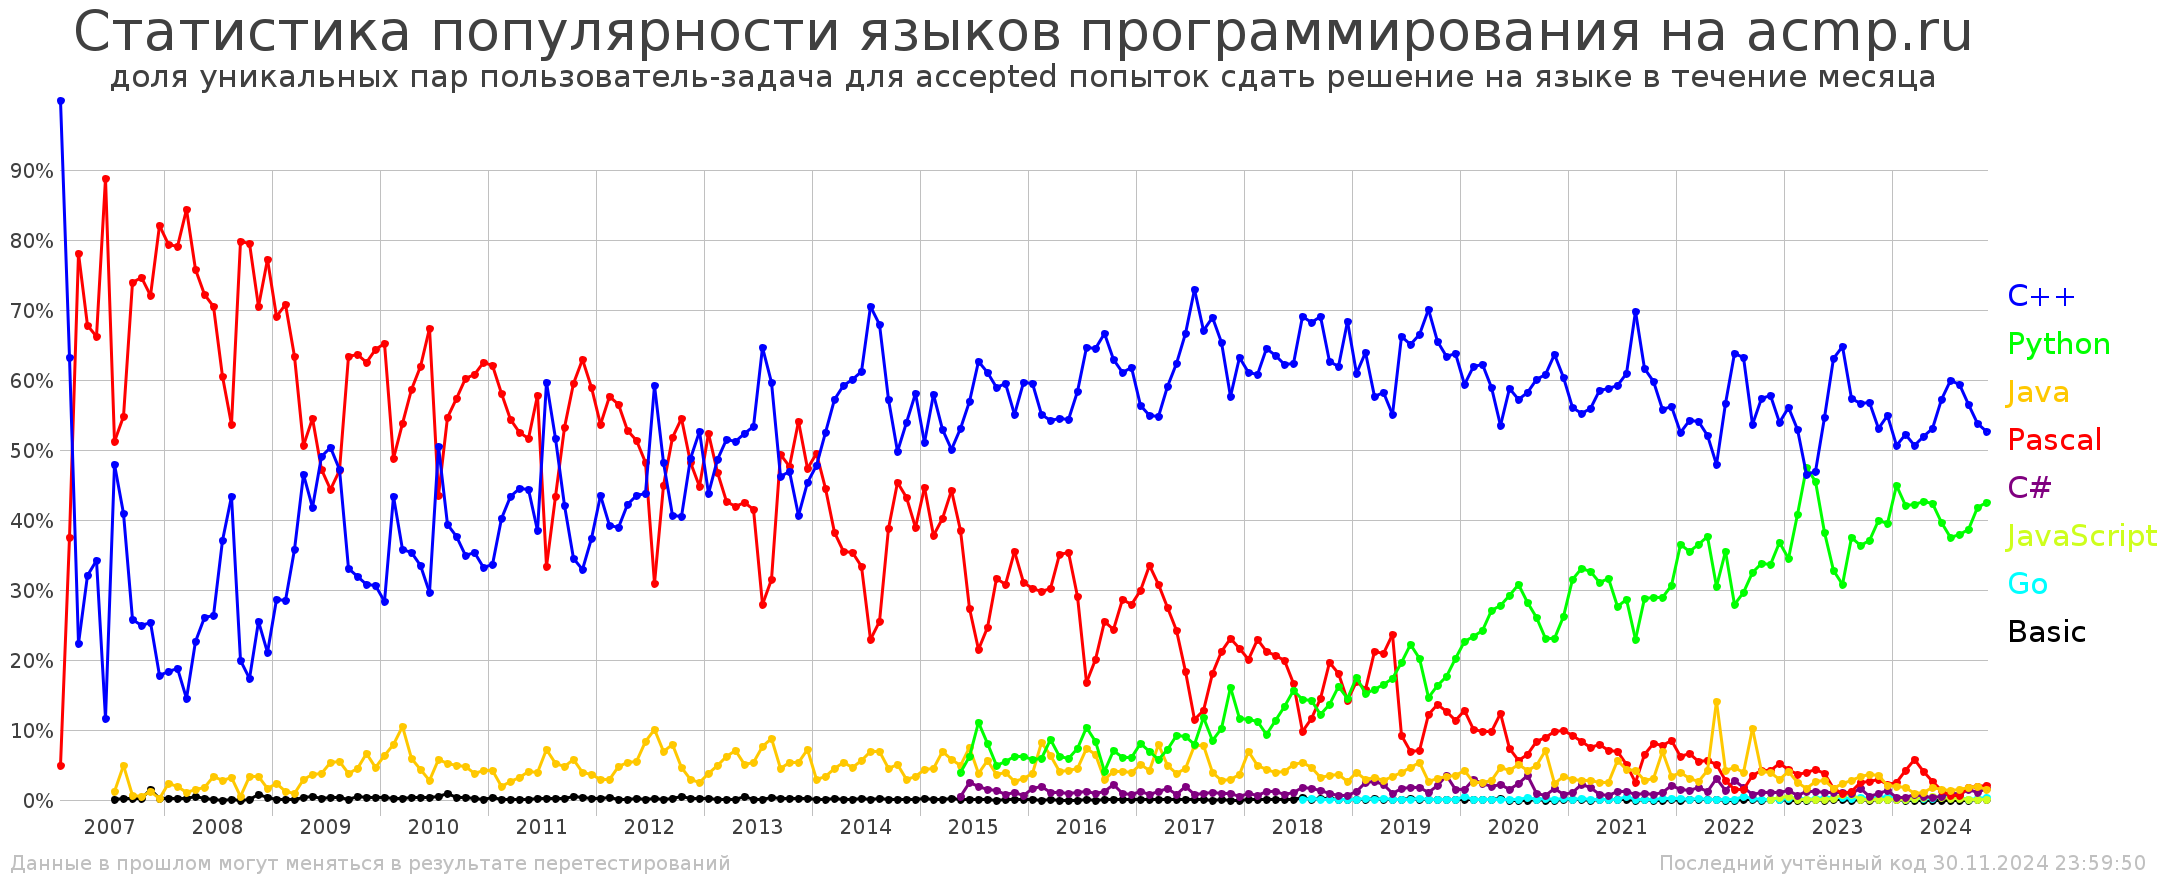 Статистика популярности языков программирования на acmp.ru
доля уникальных пар пользователь-задача для accepted попыток сдать решение на языке в течение месяца
90%
80%
70%
60%
50%
40%
30%
20%
10%
0%
C++
Python
Java
Pascal
C#
JavaScript
Go
Basic
2007 2008 2009 2010 2011 2012 2013 2014 2015 2016 2017 2018 2019 2020 2021 2022 2023 2024
Данные в прошлом могут меняться в результате перетестирований
Последний учтённый код 30.11.2024 23:59:50